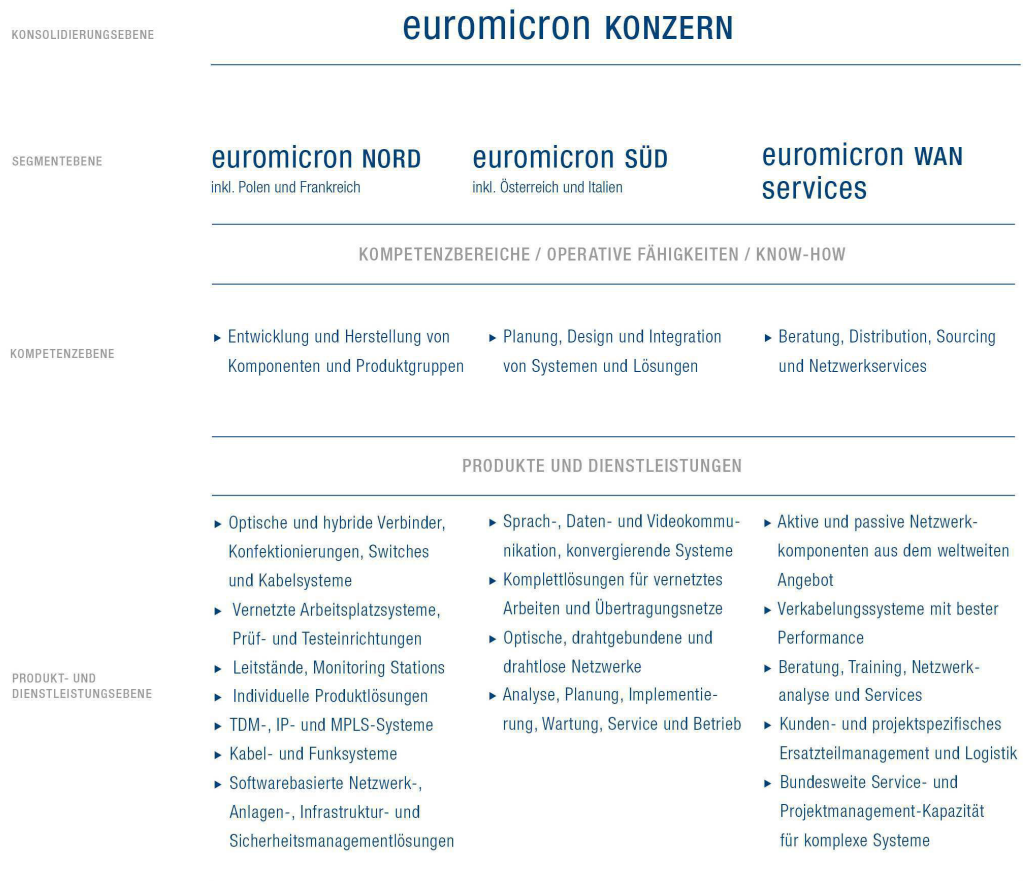 KONSOLIDIERUNGSEBENE
euromicron KONZERN
SEGMENTEBENE
euromicron NORD
inkl. Polen und Frankreich
euromicron SÜD
inkl. Österreich und Italien
euromicron WAN
services
KOMPETENZBEREICHE / OPERATIVE FÄHIGKEITEN / KNOW-HOW
KOMPETENZEBENE
▸ Entwicklung und Herstellung von
Komponenten und Produktgruppen
▸ Planung, Design und Integration
von Systemen und Lösungen
▸ Beratung, Distribution, Sourcing
und Netzwerkservices
PRODUKTE UND DIENSTLEISTUNGEN
PRODUKT- UND
DIENSTLEISTUNGSEBENE
▸ Optische und hybride Verbinder,
Konfektionierungen, Switches
und Kabelsysteme
▸ Vernetzte Arbeitsplatzsysteme,
Prüf- und Testeinrichtungen
▸ Leitstände, Monitoring Stations
▸ Individuelle Produktlösungen
▸ TDM-, IP- und MPLS-Systeme
▸ Kabel- und Funksysteme
▸ Softwarebasierte Netzwerk-,
Anlagen-, Infrastruktur- und
Sicherheitsmanagementlösungen
▸ Sprach-, Daten- und Videokommu-
nikation, konvergierende Systeme
▸ Komplettlösungen für vernetztes
Arbeiten und Übertragungsnetze
▸ Optische, drahtgebundene und
drahtlose Netzwerke
▸ Analyse, Planung, Implementie-
rung, Wartung, Service und Betrieb
▸ Aktive und passive Netzwerk-
komponenten aus dem weltweiten
Angebot
▸ Verkabelungssysteme mit bester
Performance
▸ Beratung, Training, Netzwerk-
analyse und Services
▸ Kunden- und projektspezifisches
Ersatzteilmanagement und Logistik
▸ Bundesweite Service- und
Projektmanagement-Kapazität
für komplexe Systeme